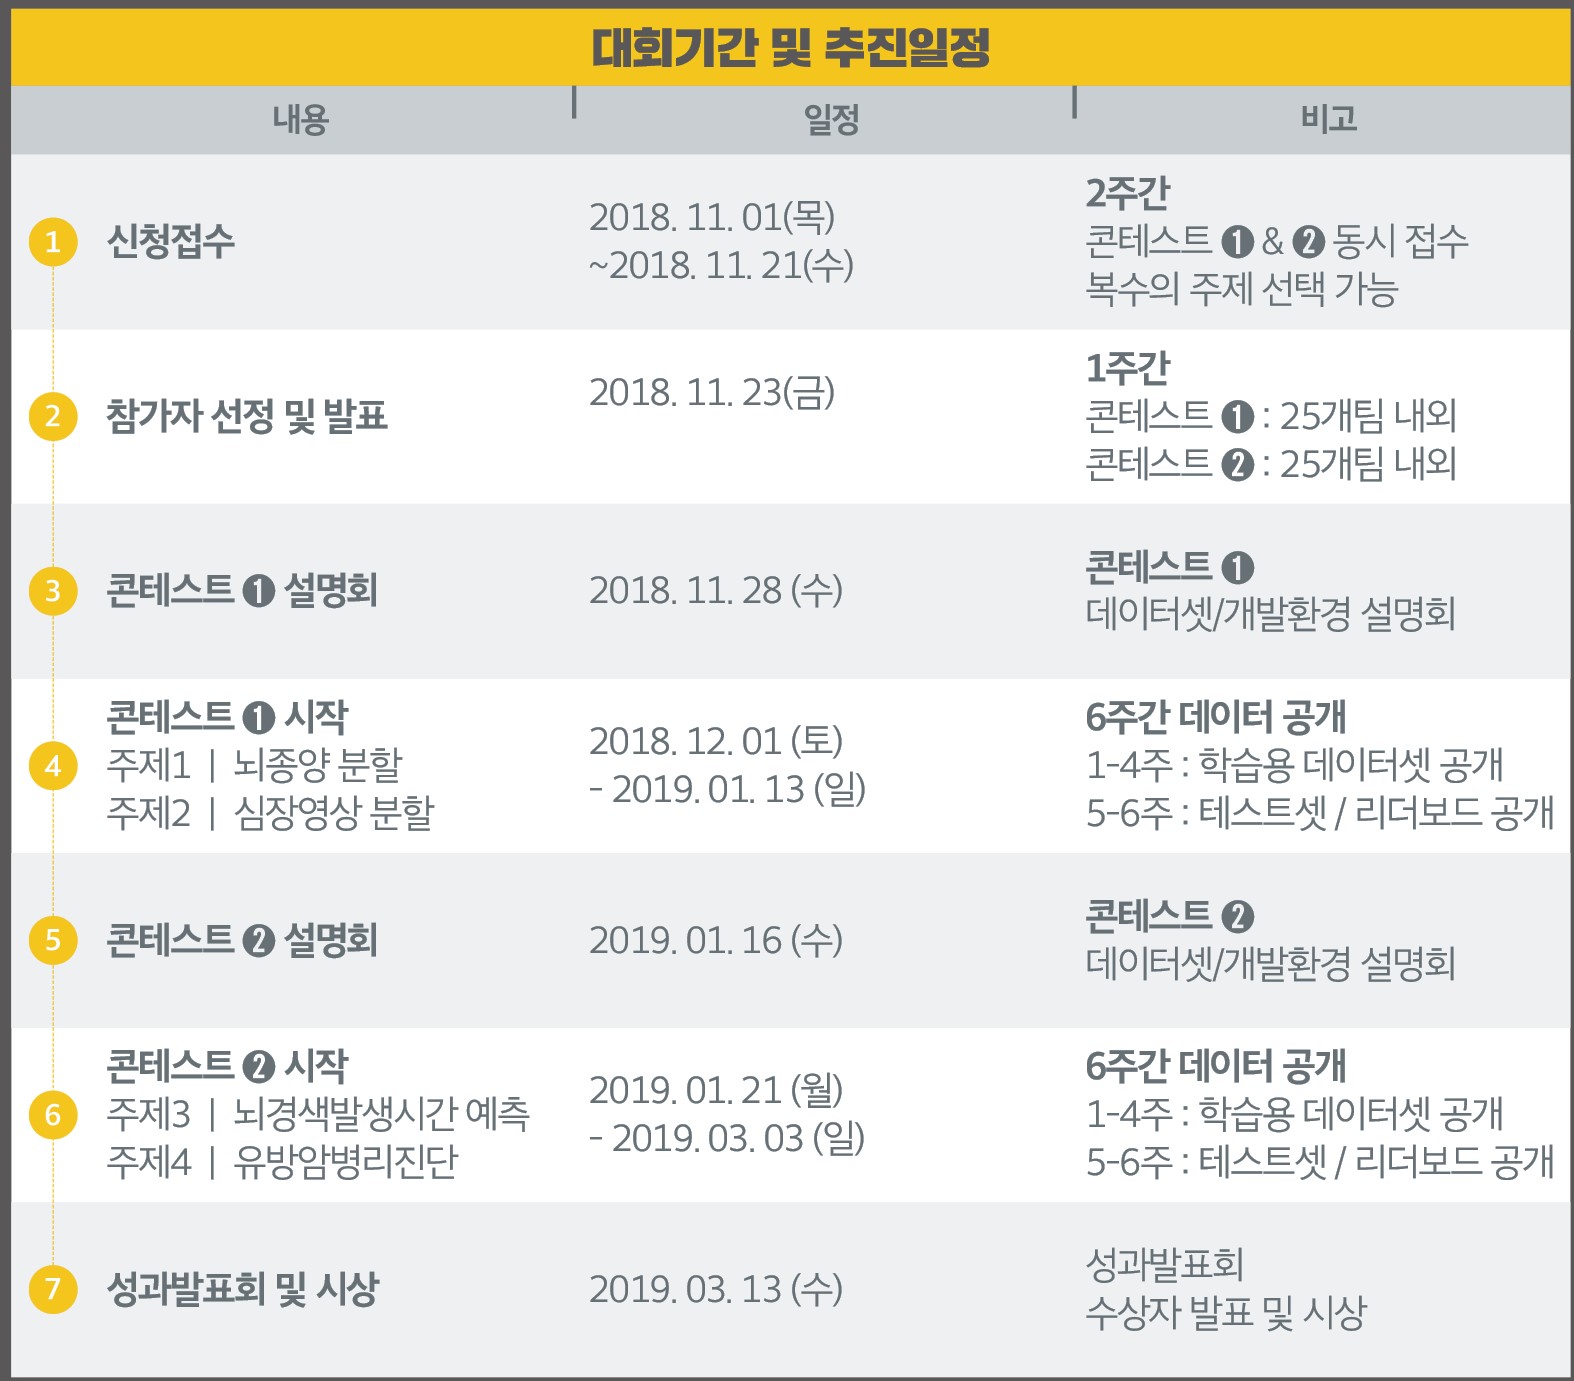 대회기간 및 추진일정
내용 일정 비고
1 신청접수
2018. 11. 01(목)
~2018. 11. 21(수)
2주간
콘테스트 ❶ & ❷ 동시 접수
복수의 주제 선택 가능
2 참가자 선정 및 발표
2018. 11. 23(금)
1주간
콘테스트 ❶ : 25개팀 내외
콘테스트 ❷ : 25개팀 내외
3 콘테스트 ❶ 설명회
2018. 11. 28 (수)
콘테스트 ❶
데이터셋/개발환경 설명회
4
콘테스트 ❶ 시작
주제1 | 뇌종양 분할
주제2 | 심장영상 분할
2018. 12. 01 (토)
- 2019. 01. 13 (일)
6주간 데이터 공개
1-4주 : 학습용 데이터셋 공개
5-6주 : 테스트셋 / 리더보드 공개
5 콘테스트 ❷ 설명회
2019. 01. 16 (수)
콘테스트 ❷
데이터셋/개발환경 설명회
6
콘테스트 ❷ 시작
주제3 | 뇌경색발생시간 예측
주제4 | 유방암병리진단
2019. 01. 21 (월)
- 2019. 03. 03 (일)
6주간 데이터 공개
1-4주 : 학습용 데이터셋 공개
5-6주 : 테스트셋 / 리더보드 공개
7 성과발표회 및 시상
2019. 03. 13 (수)
성과발표회
수상자 발표 및 시상